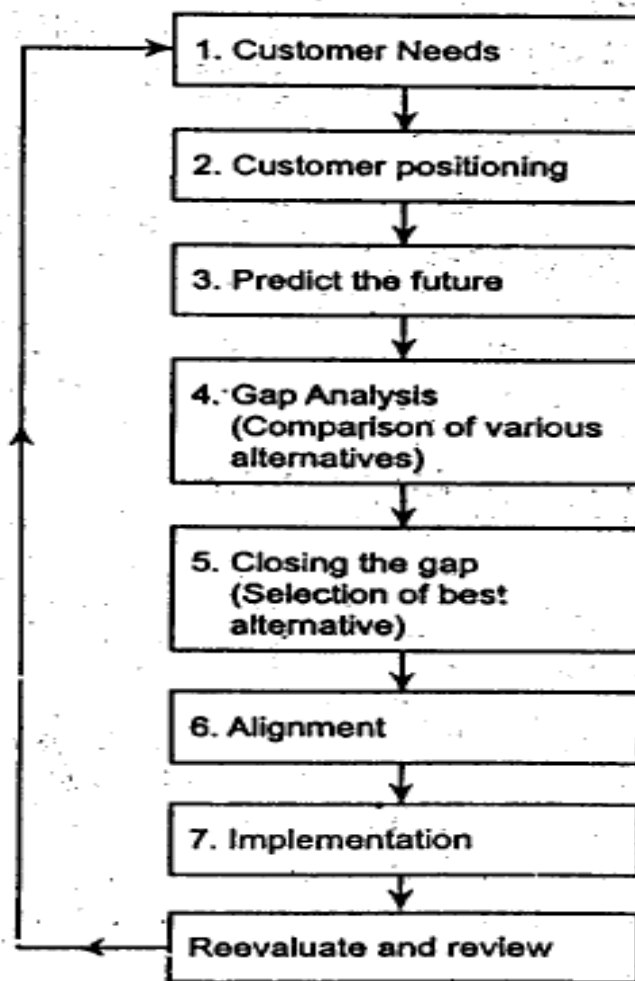 1. Customer Needs
2. Customer positioning
3. Predict the future
4. Gap Analysis
(Comparison of various
alternatives)
5. Closing the gap
(Selection of best
alternative)
6. Alignment
7. Implementation
Reevaluate and review